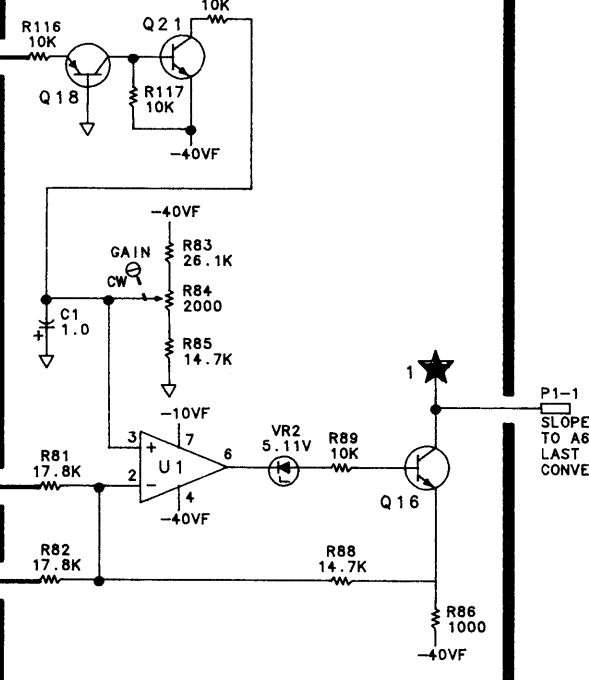 10K
Q21
R116
10K
Q18
R117
10K
-40VF
-40VF
R83
26.1K
GAIN
CW
R84
2000
C1
1.0
+
R85
14.7K
1
P1-1
SLOPE
TO A6
LAST
CONVE
-10VF
7
VR2
5.11V
R89
10K
3
+
U1
6
R81
17.8K
2
-
4
-40VF
Q16
R82
17.8K
R88
14.7K
R86
1000
-40VF